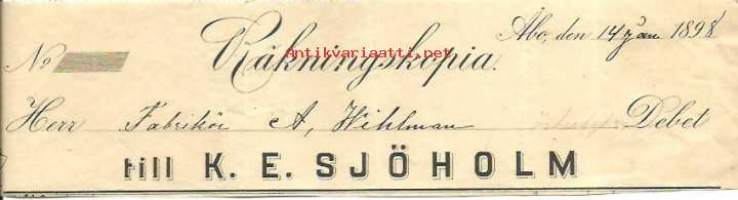 Antikvariaatti.net
Åbo, den 14 Jan 1898
No Räkningskopia.
Herr Fabrikör A, Wihlman Debet
till K. E. SJÖHOLM